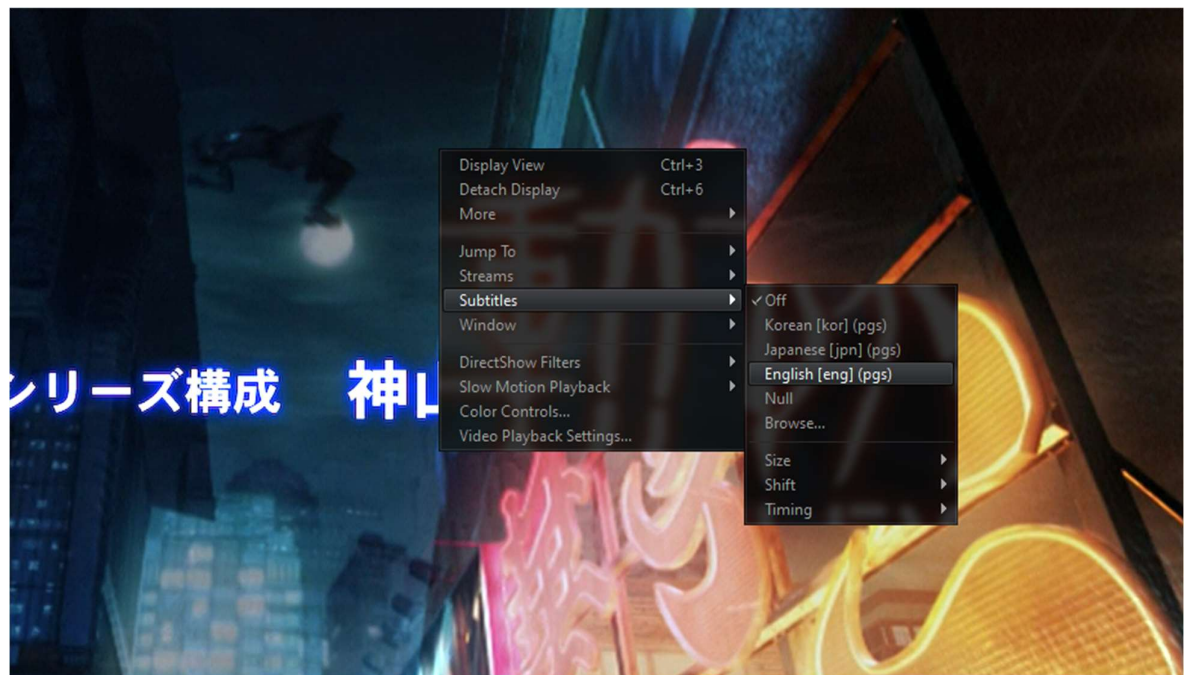 Display View Ctrl+3
Detach Display Ctrl+6
More
Jump To
Streams
Subtitles
Window
DirectShow Filters
Slow Motion Playback
Color Controls...
Video Playback Settings...
Off
Korean [kor] (pgs)
Japanese [jpn] (pgs)
English [eng] (pgs)
Null
Browse...
Size
Shift
Timing
シリーズ構成 神山